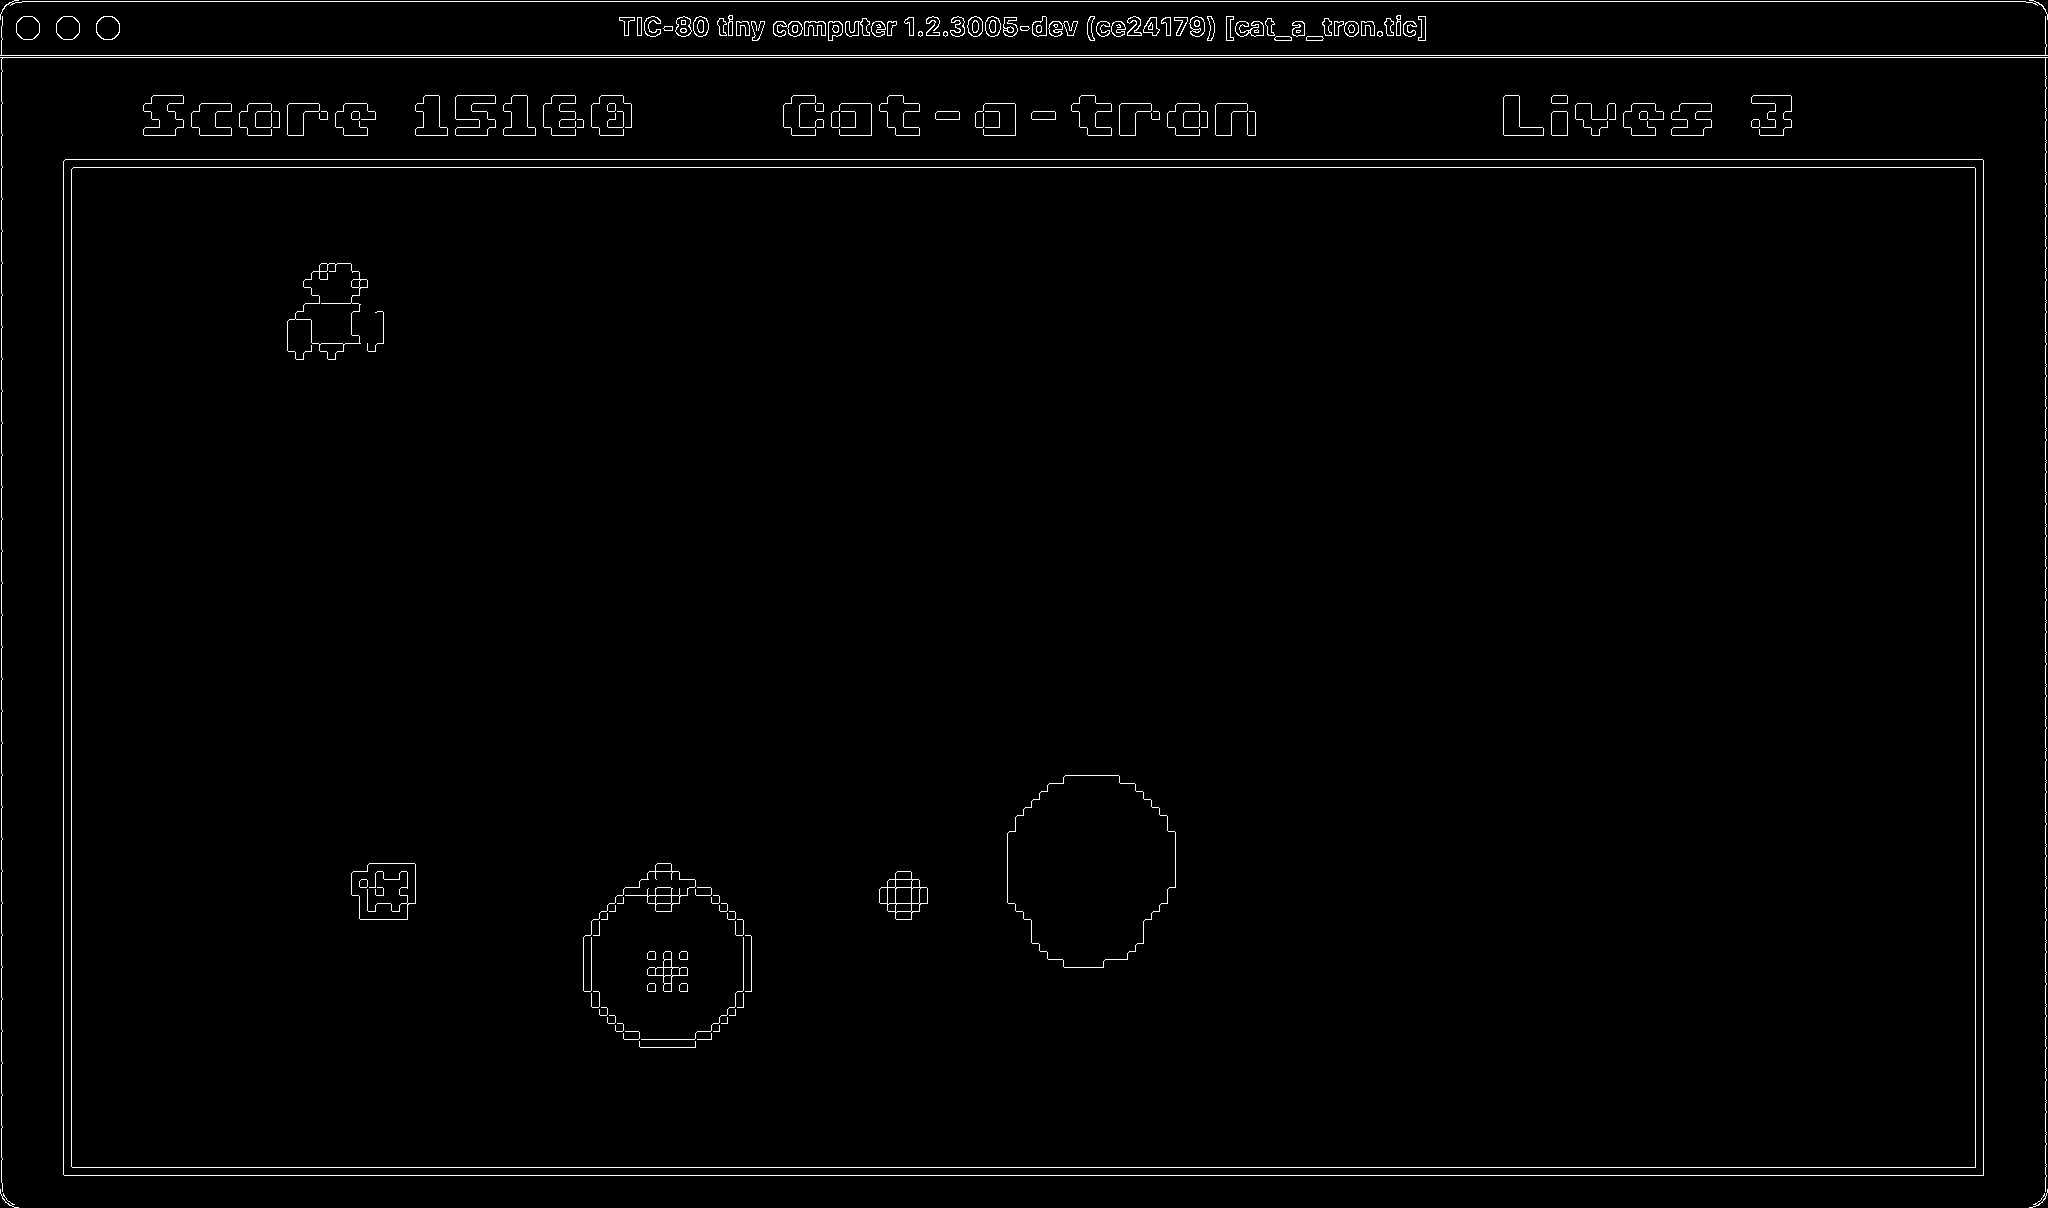 TIC-80 tiny computer 1.2.3005-dev (ce24179) [cat_a_tron.tic]
Score 15160 Cat-a-tron Lives 3